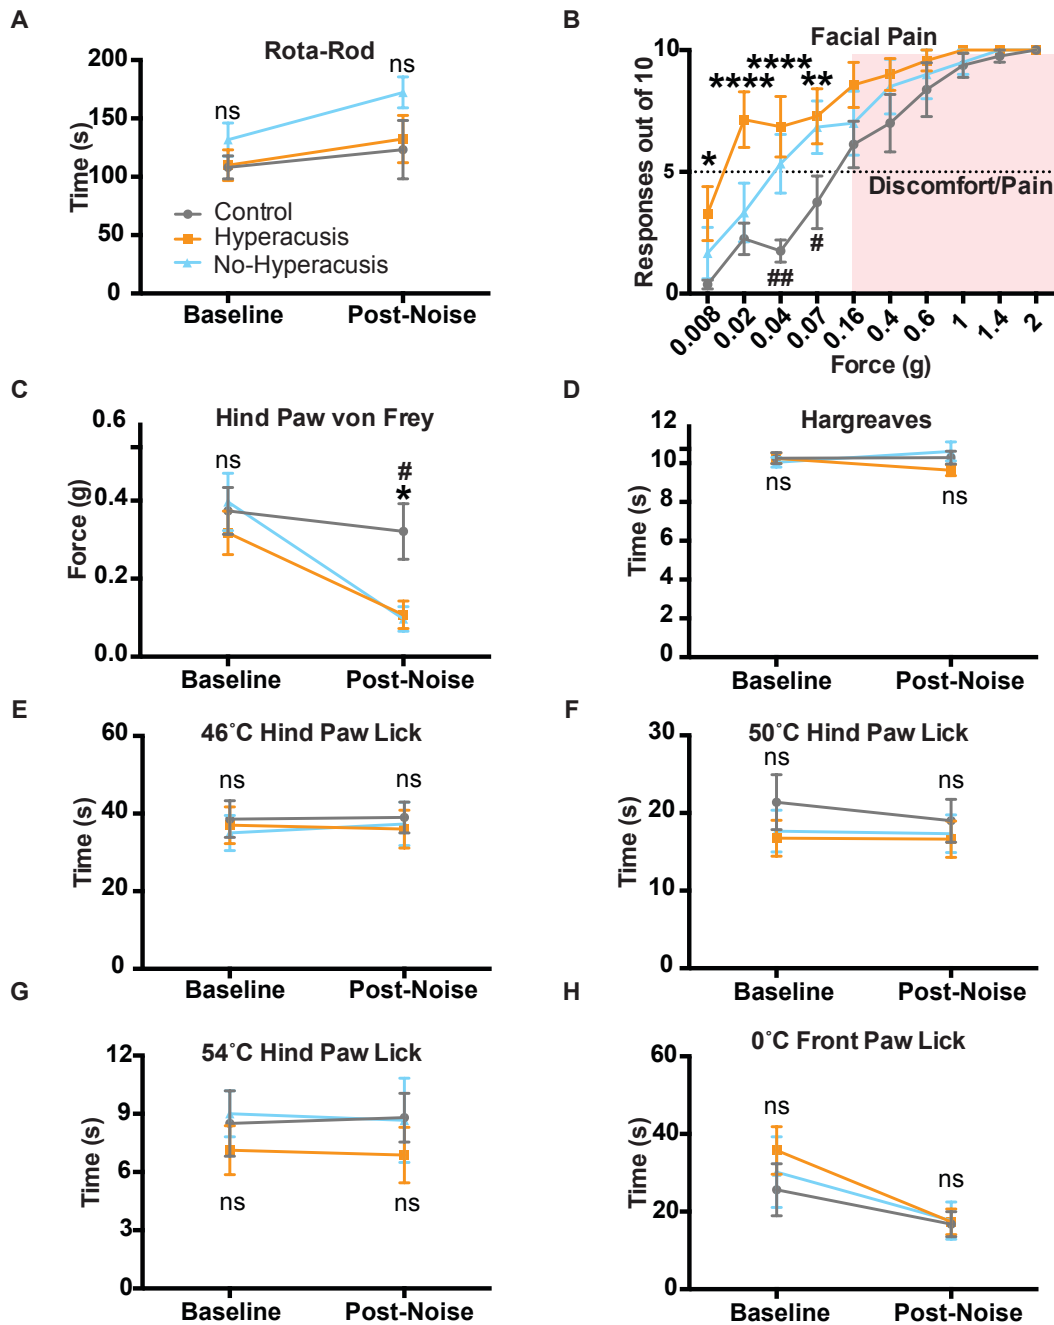 A
Rota-Rod
200
150
100
50
0
Time (s)
ns
ns
Control
Hyperacusis
No-Hyperacusis
Baseline
Post-Noise
B
Facial Pain
10
5
0
Responses out of 10
*
****
****
**
##
#
Discomfort/Pain
0.008
0.02
0.04
0.07
0.16
0.4
0.6
1
1.4
2
Force (g)
C
Hind Paw von Frey
0.6
0.4
0.2
0.0
Force (g)
ns
#
*
Baseline
Post-Noise
D
Hargreaves
12
10
8
6
4
2
0
Time (s)
ns
ns
Baseline
Post-Noise
E
46°C Hind Paw Lick
60
40
20
0
Time (s)
ns
ns
Baseline
Post-Noise
F
50°C Hind Paw Lick
30
20
10
0
Time (s)
ns
ns
Baseline
Post-Noise
G
54°C Hind Paw Lick
12
9
6
3
0
Time (s)
ns
ns
Baseline
Post-Noise
H
0°C Front Paw Lick
60
40
20
0
Time (s)
ns
ns
Baseline
Post-Noise